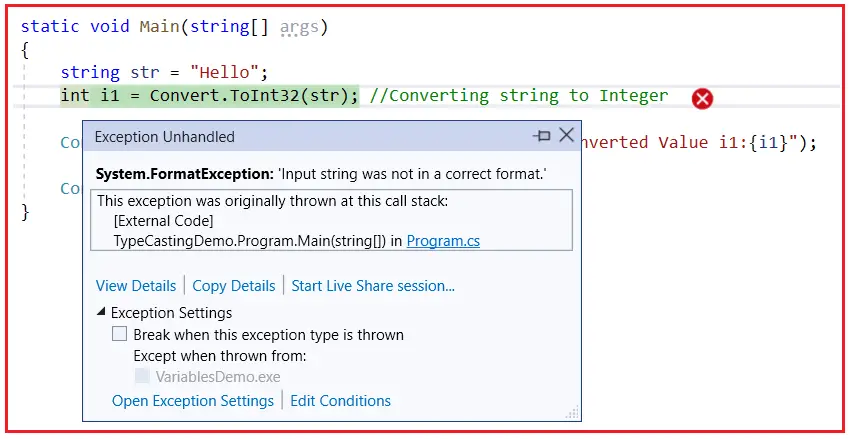 static void Main(string[] args)
{
string str = "Hello";
int i1 = Convert.ToInt32(str); //Converting string to Integer
Exception Unhandled
Co
nverted Value i1:{i1}");
System.FormatException: 'Input string was not in a correct format.'
Co
This exception was originally thrown at this call stack:
[External Code]
}
TypeCastingDemo.Program.Main(string[]) in Program.cs
View Details | Copy Details | Start Live Share session...
Exception Settings
Break when this exception type is thrown
Except when thrown from:
VariablesDemo.exe
Open Exception Settings | Edit Conditions